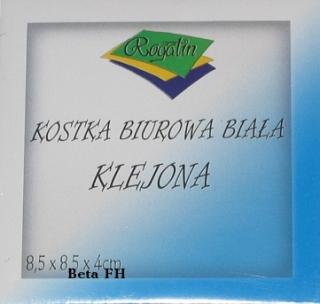 Rogalin
KOSTKA BIUROWA BIAŁA
KLEJONA
8,5 x 8,5 x 4cm
Beta FH